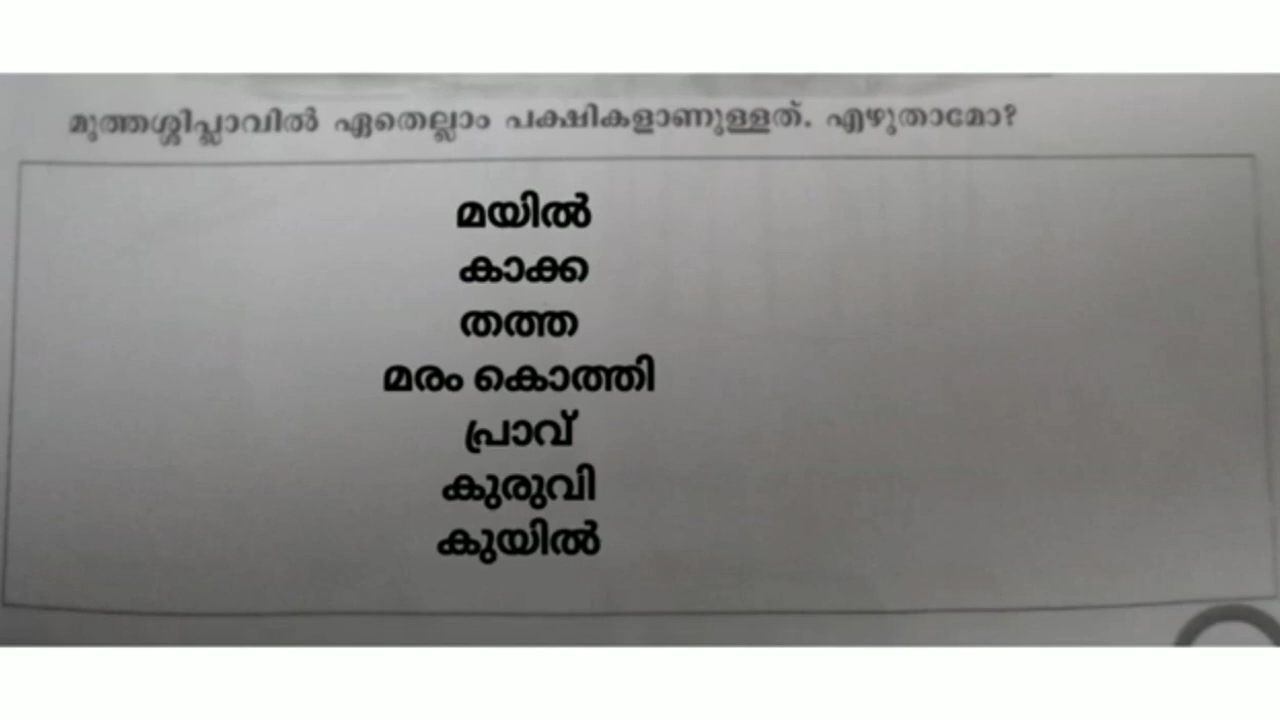 മുത്തശ്ശിപ്ലാവിൽ ഏതെല്ലാം പക്ഷികളാണുള്ളത്. എഴുതാമോ?
മയിൽ
കാക്ക
തത്ത
മരം കൊത്തി
പ്രാവ്
കുരുവി
കുയിൽ